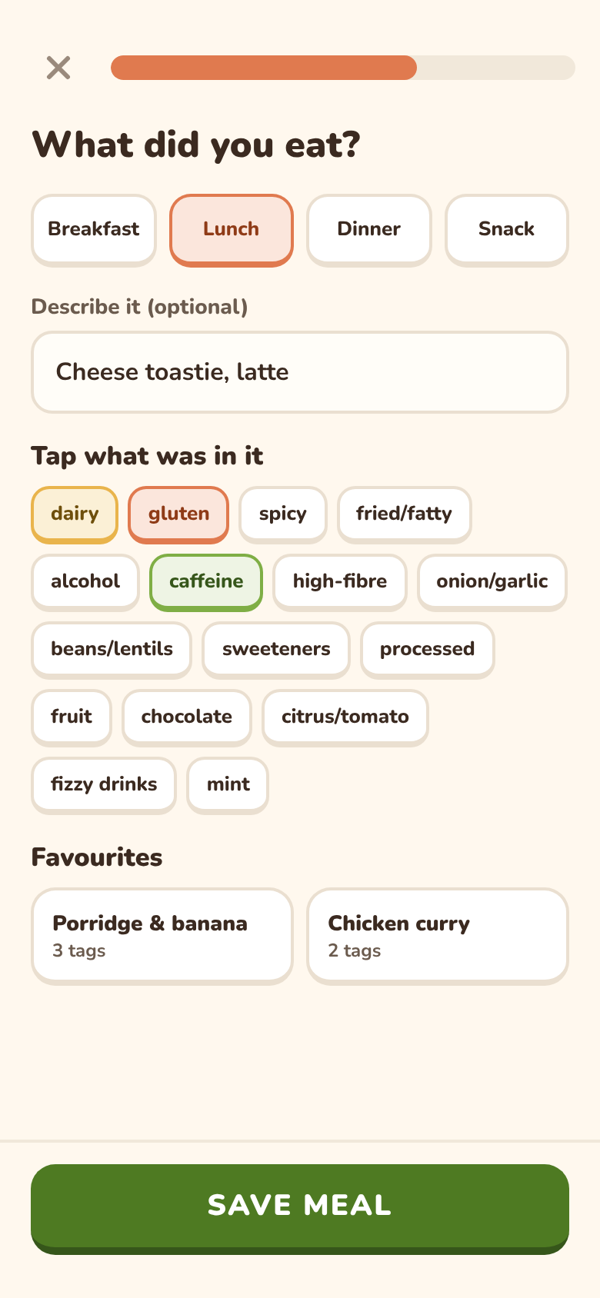 What did you eat?
Breakfast Lunch Dinner Snack
Describe it (optional)
Cheese toastie, latte
Tap what was in it
dairy gluten spicy fried/fatty
alcohol caffeine high-fibre onion/garlic
beans/lentils sweeteners processed
fruit chocolate citrus/tomato
fizzy drinks mint
Favourites
Porridge & banana Chicken curry
3 tags 2 tags
SAVE MEAL